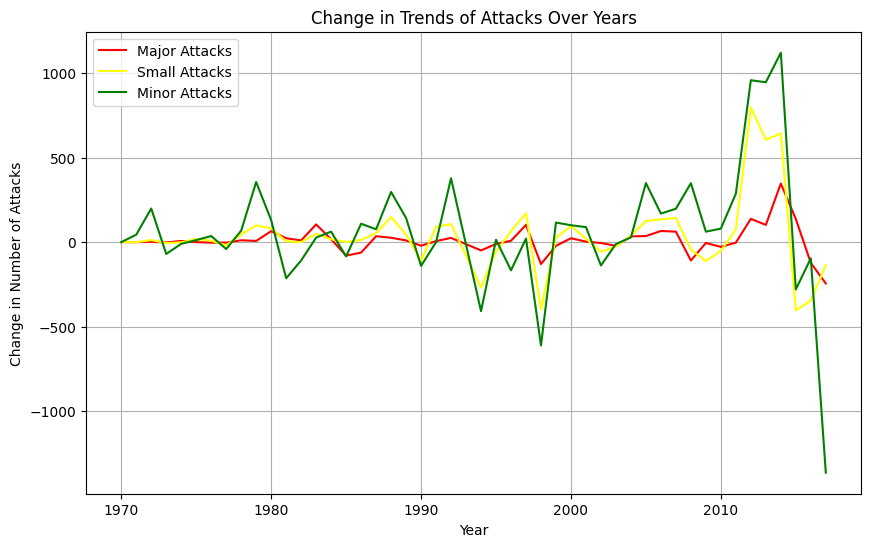 Change in Trends of Attacks Over Years
Major Attacks
Small Attacks
Minor Attacks
Change in Number of Attacks
1000
500
0
−500
−1000
1970
1980
1990
2000
2010
Year